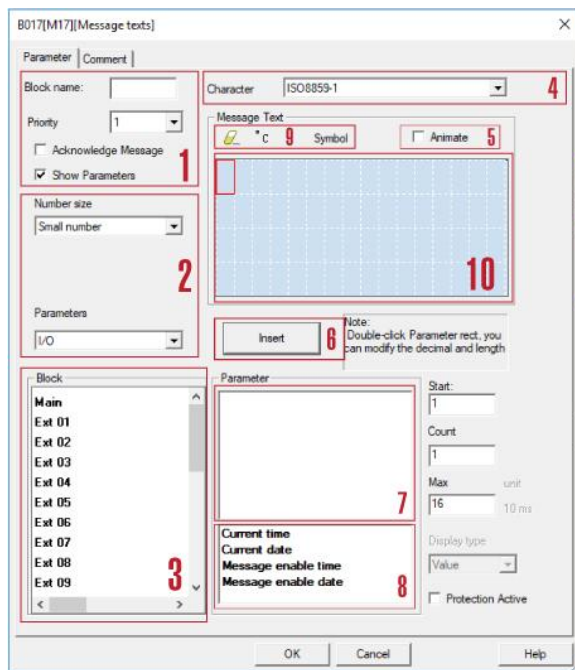 B017[M17][Message texts]
Parameter
Comment
Block name:
Priority
1
Acknowledge Message
Show Parameters
1
Character
ISO8859-1
4
Message Text
°C
9
Symbol
Animate
5
10
Number size
Small number
2
Parameters
I/O
Insert
6
Note:
Double-click Parameter rect, you
can modify the decimal and length
Block
Main
Ext 01
Ext 02
Ext 03
Ext 04
Ext 05
Ext 06
Ext 07
Ext 08
Ext 09
3
Parameter
7
Current time
Current date
Message enable time
Message enable date
8
Start:
1
Count
1
Max
unit
16
10 ms
Display type
Value
Protection Active
OK
Cancel
Help